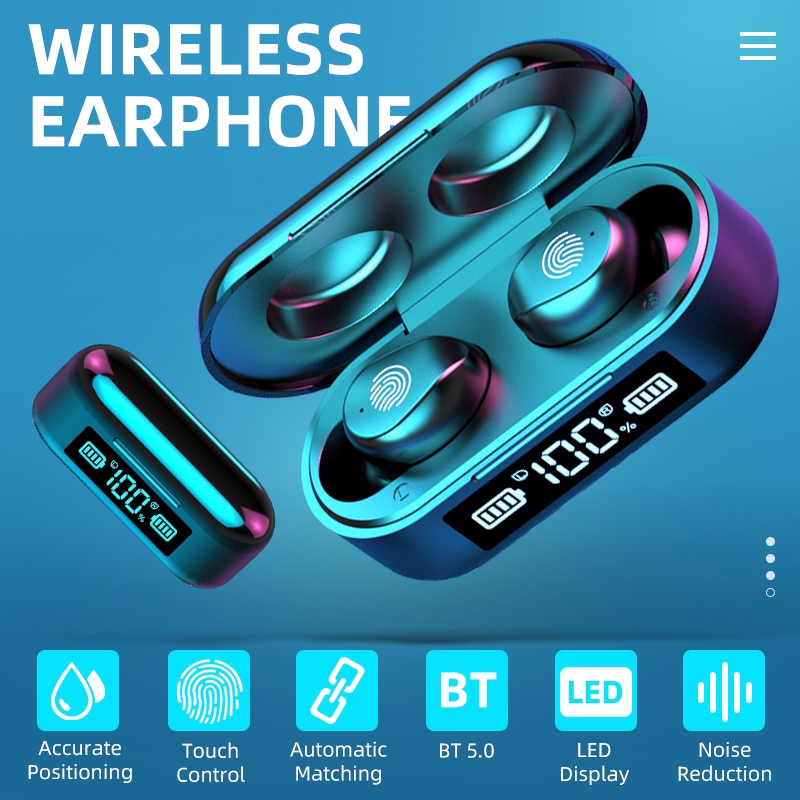 WIRELESS
EARPHONE
L
100%
R
L
100%
R
L
Accurate
Positioning
Touch
Control
Automatic
Matching
BT
BT 5.0
LED
LED
Display
Noise
Reduction